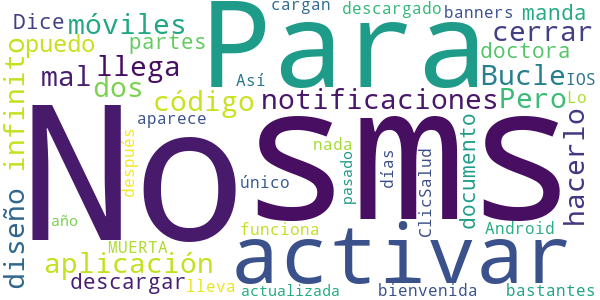 cargan descargado
Dice móviles Para banners manda
puedo partes cerrar
llega doctora
mal Así Bucle IOS
infinito dos
código notificaciones Pero Lo
No sms
aparece
después nada documento hacerlo
único pasado días ClicSalud
diseño año activar
MUERTA funciona Android
aplicación
descargar lleva actualizada bienvenida bastantes